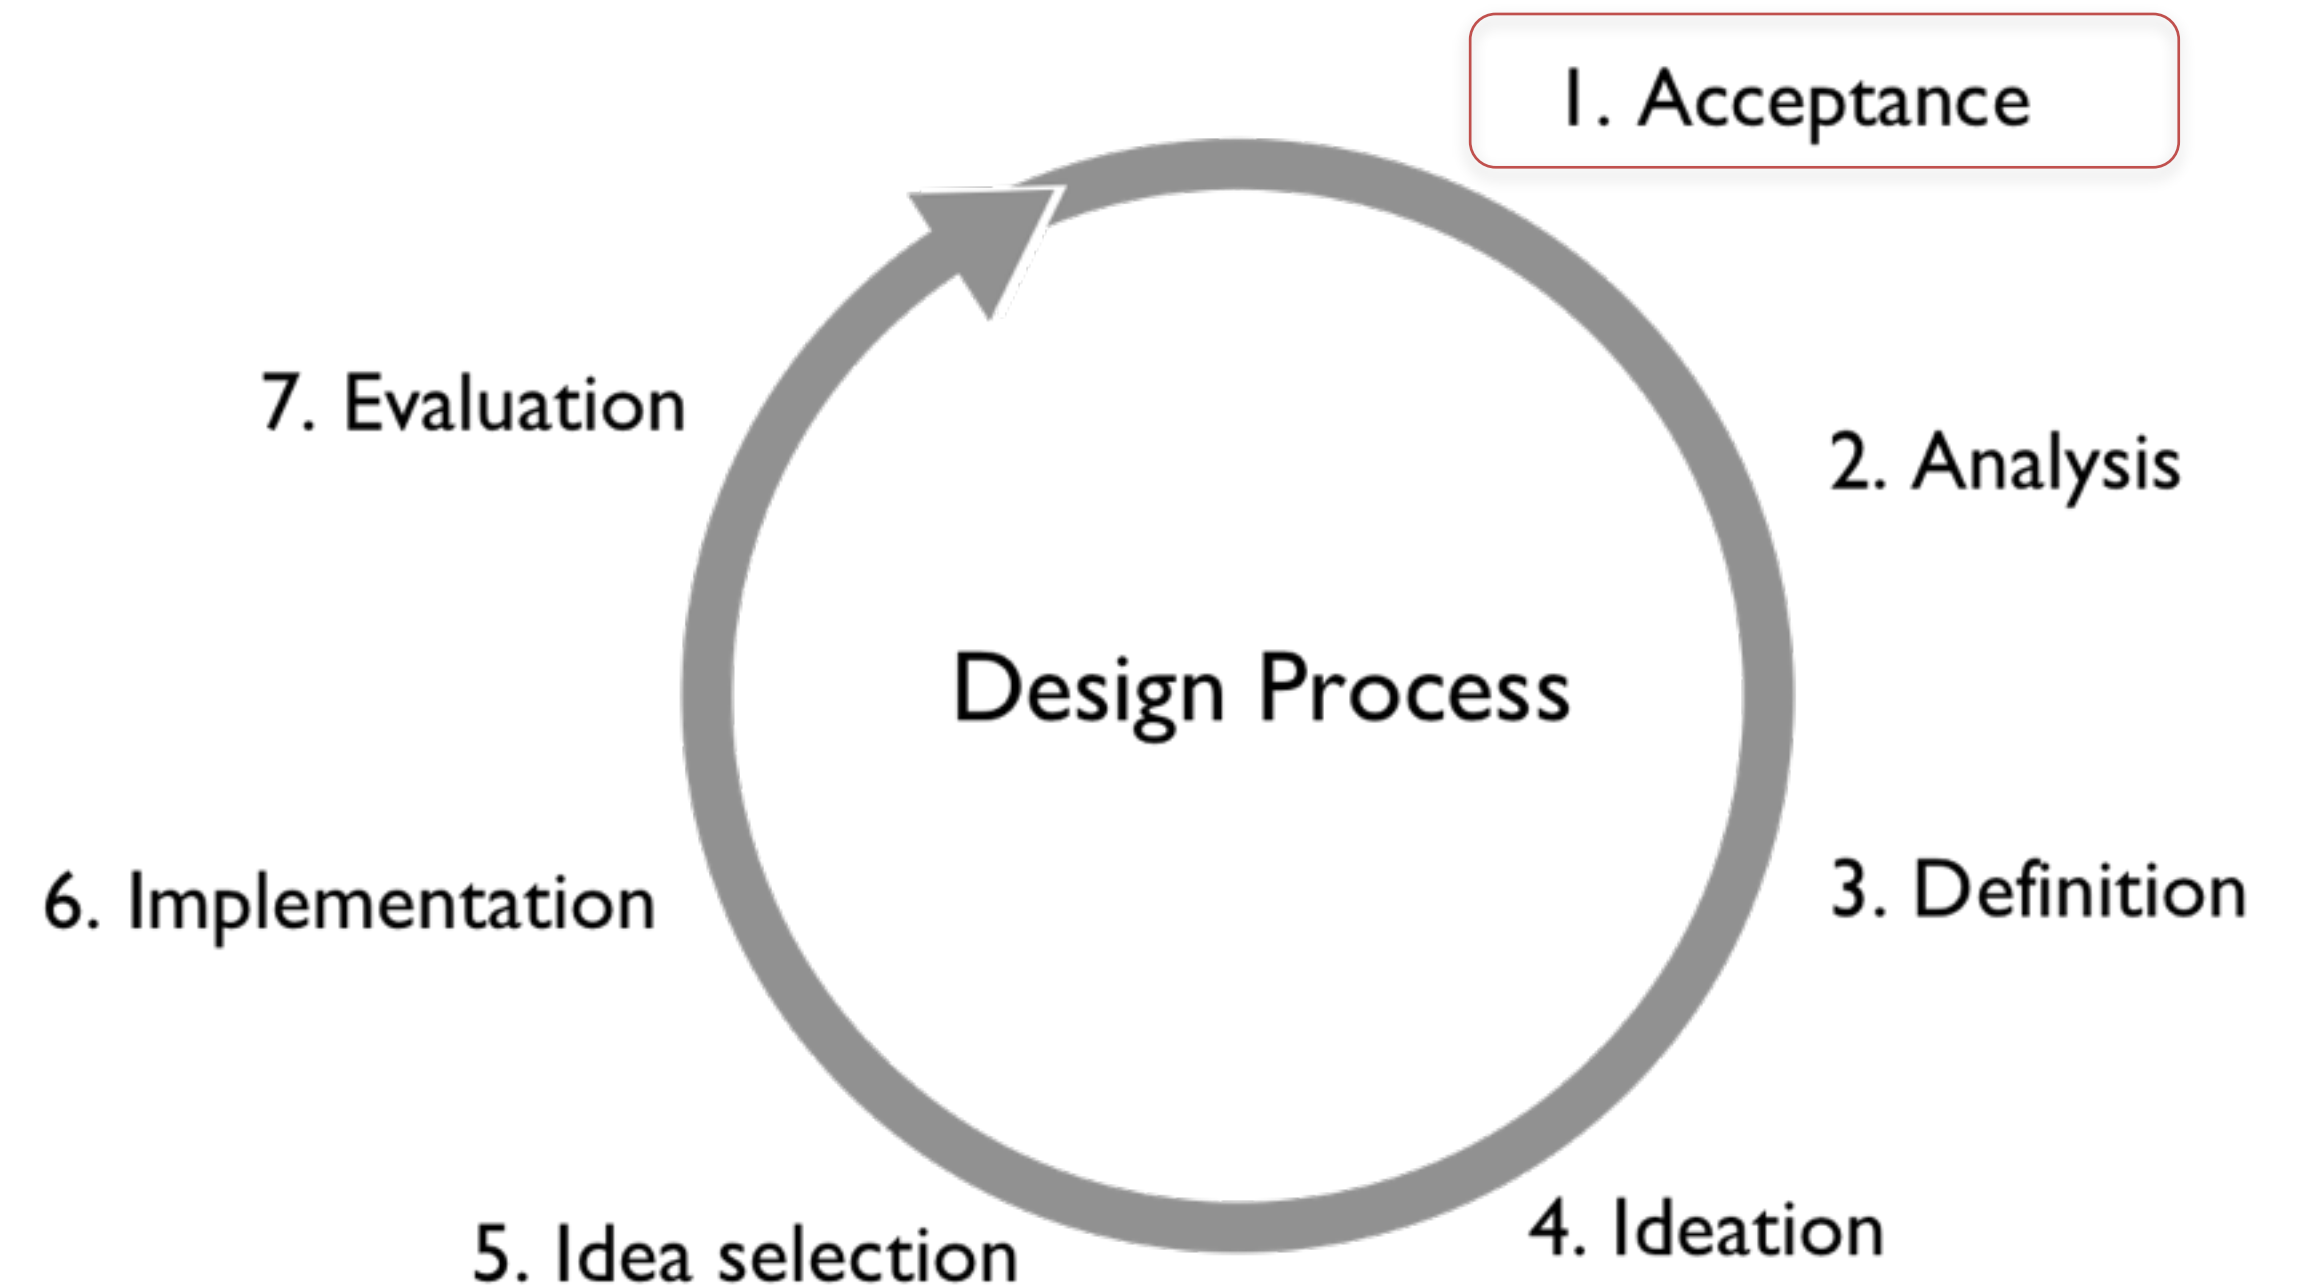 1. Acceptance
2. Analysis
3. Definition
4. Ideation
5. Idea selection
6. Implementation
7. Evaluation
Design Process